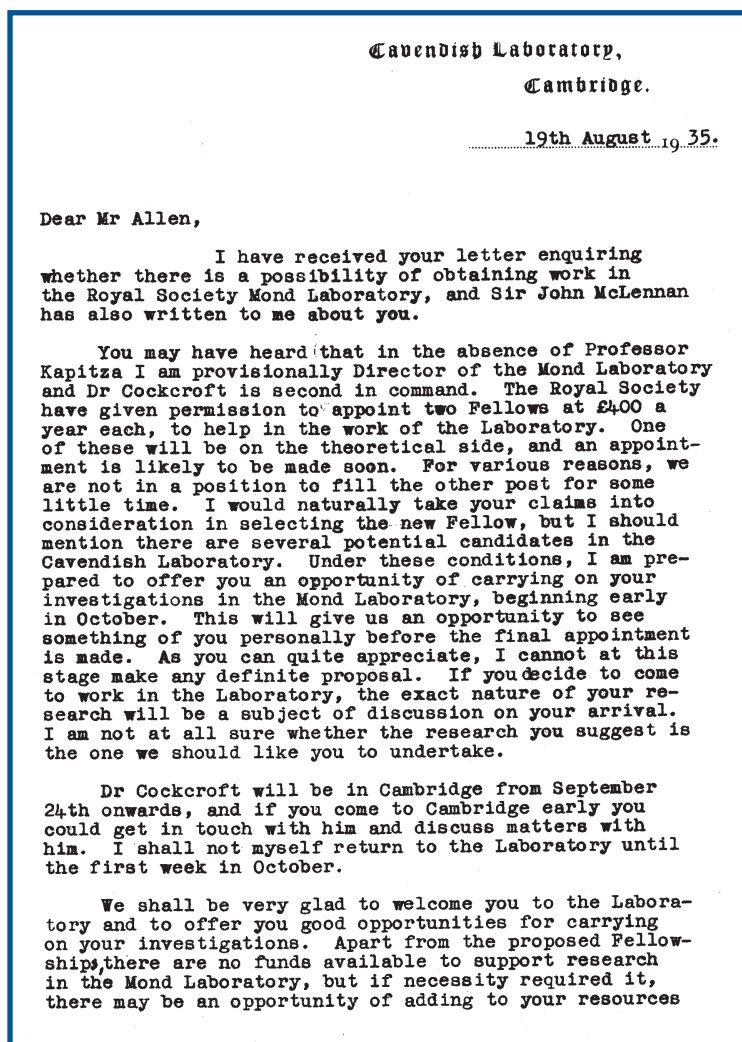 Cavendish Laboratory,
Cambridge.
19th August 1935.
Dear Mr Allen,
I have received your letter enquiring
whether there is a possibility of obtaining work in
the Royal Society Mond Laboratory, and Sir John McLennan
has also written to me about you.
You may have heard that in the absence of Professor
Kapitza I am provisionally Director of the Mond Laboratory
and Dr Cockcroft is second in command. The Royal Society
have given permission to appoint two Fellows at £400 a
year each, to help in the work of the Laboratory. One
of these will be on the theoretical side, and an appoint-
ment is likely to be made soon. For various reasons, we
are not in a position to fill the other post for some
little time. I would naturally take your claims into
consideration in selecting the new Fellow, but I should
mention there are several potential candidates in the
Cavendish Laboratory. Under these conditions, I am pre-
pared to offer you an opportunity of carrying on your
investigations in the Mond Laboratory, beginning early
in October. This will give us an opportunity to see
something of you personally before the final appointment
is made. As you can quite appreciate, I cannot at this
stage make any definite proposal. If you decide to come
to work in the Laboratory, the exact nature of your re-
search will be a subject of discussion on your arrival.
I am not at all sure whether the research you suggest is
the one we should like you to undertake.
Dr Cockcroft will be in Cambridge from September
24th onwards, and if you come to Cambridge early you
could get in touch with him and discuss matters with
him. I shall not myself return to the Laboratory until
the first week in October.
We shall be very glad to welcome you to the Labora-
tory and to offer you good opportunities for carrying
on your investigations. Apart from the proposed Fellow-
ships, there are no funds available to support research
in the Mond Laboratory, but if necessity required it,
there may be an opportunity of adding to your resources